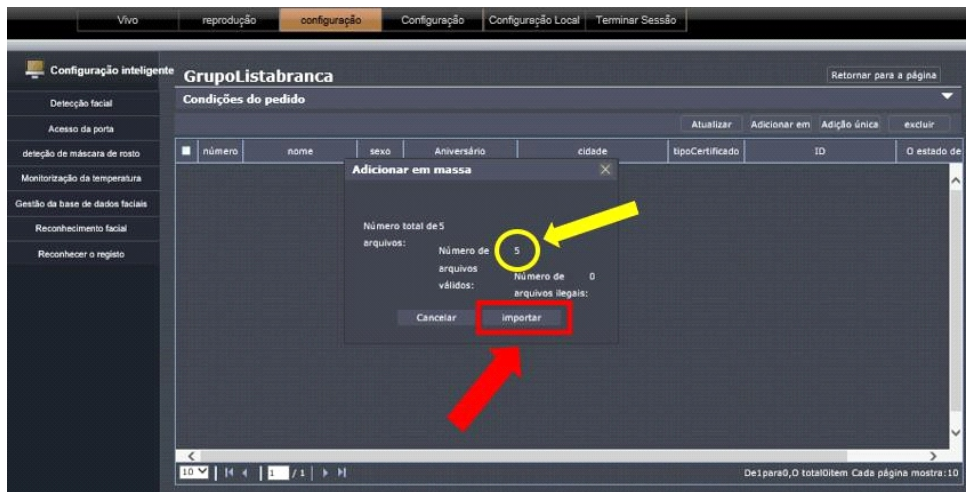 Vivo reprodução configuração Configuração Configuração Local Terminar Sessão
Configuração inteligente
GrupoListabranca
Retornar para a página
Detecção facial
Condições do pedido
Acesso da porta
Atualizar Adicionar em Adição única excluir
deteção de máscara de rosto
número nome sexo Aniversário cidade tipoCertificado ID O estado de
Monitorização da temperatura
Adicionar em massa
Gestão da base de dados faciais
Reconhecimento facial
Reconhecer o registo
Número total de 5
arquivos:
Número de 5
arquivos
válidos:
Número de 0
arquivos ilegais:
Cancelar importar
10 1 / 1
De1para0,O total0item Cada página mostra:10